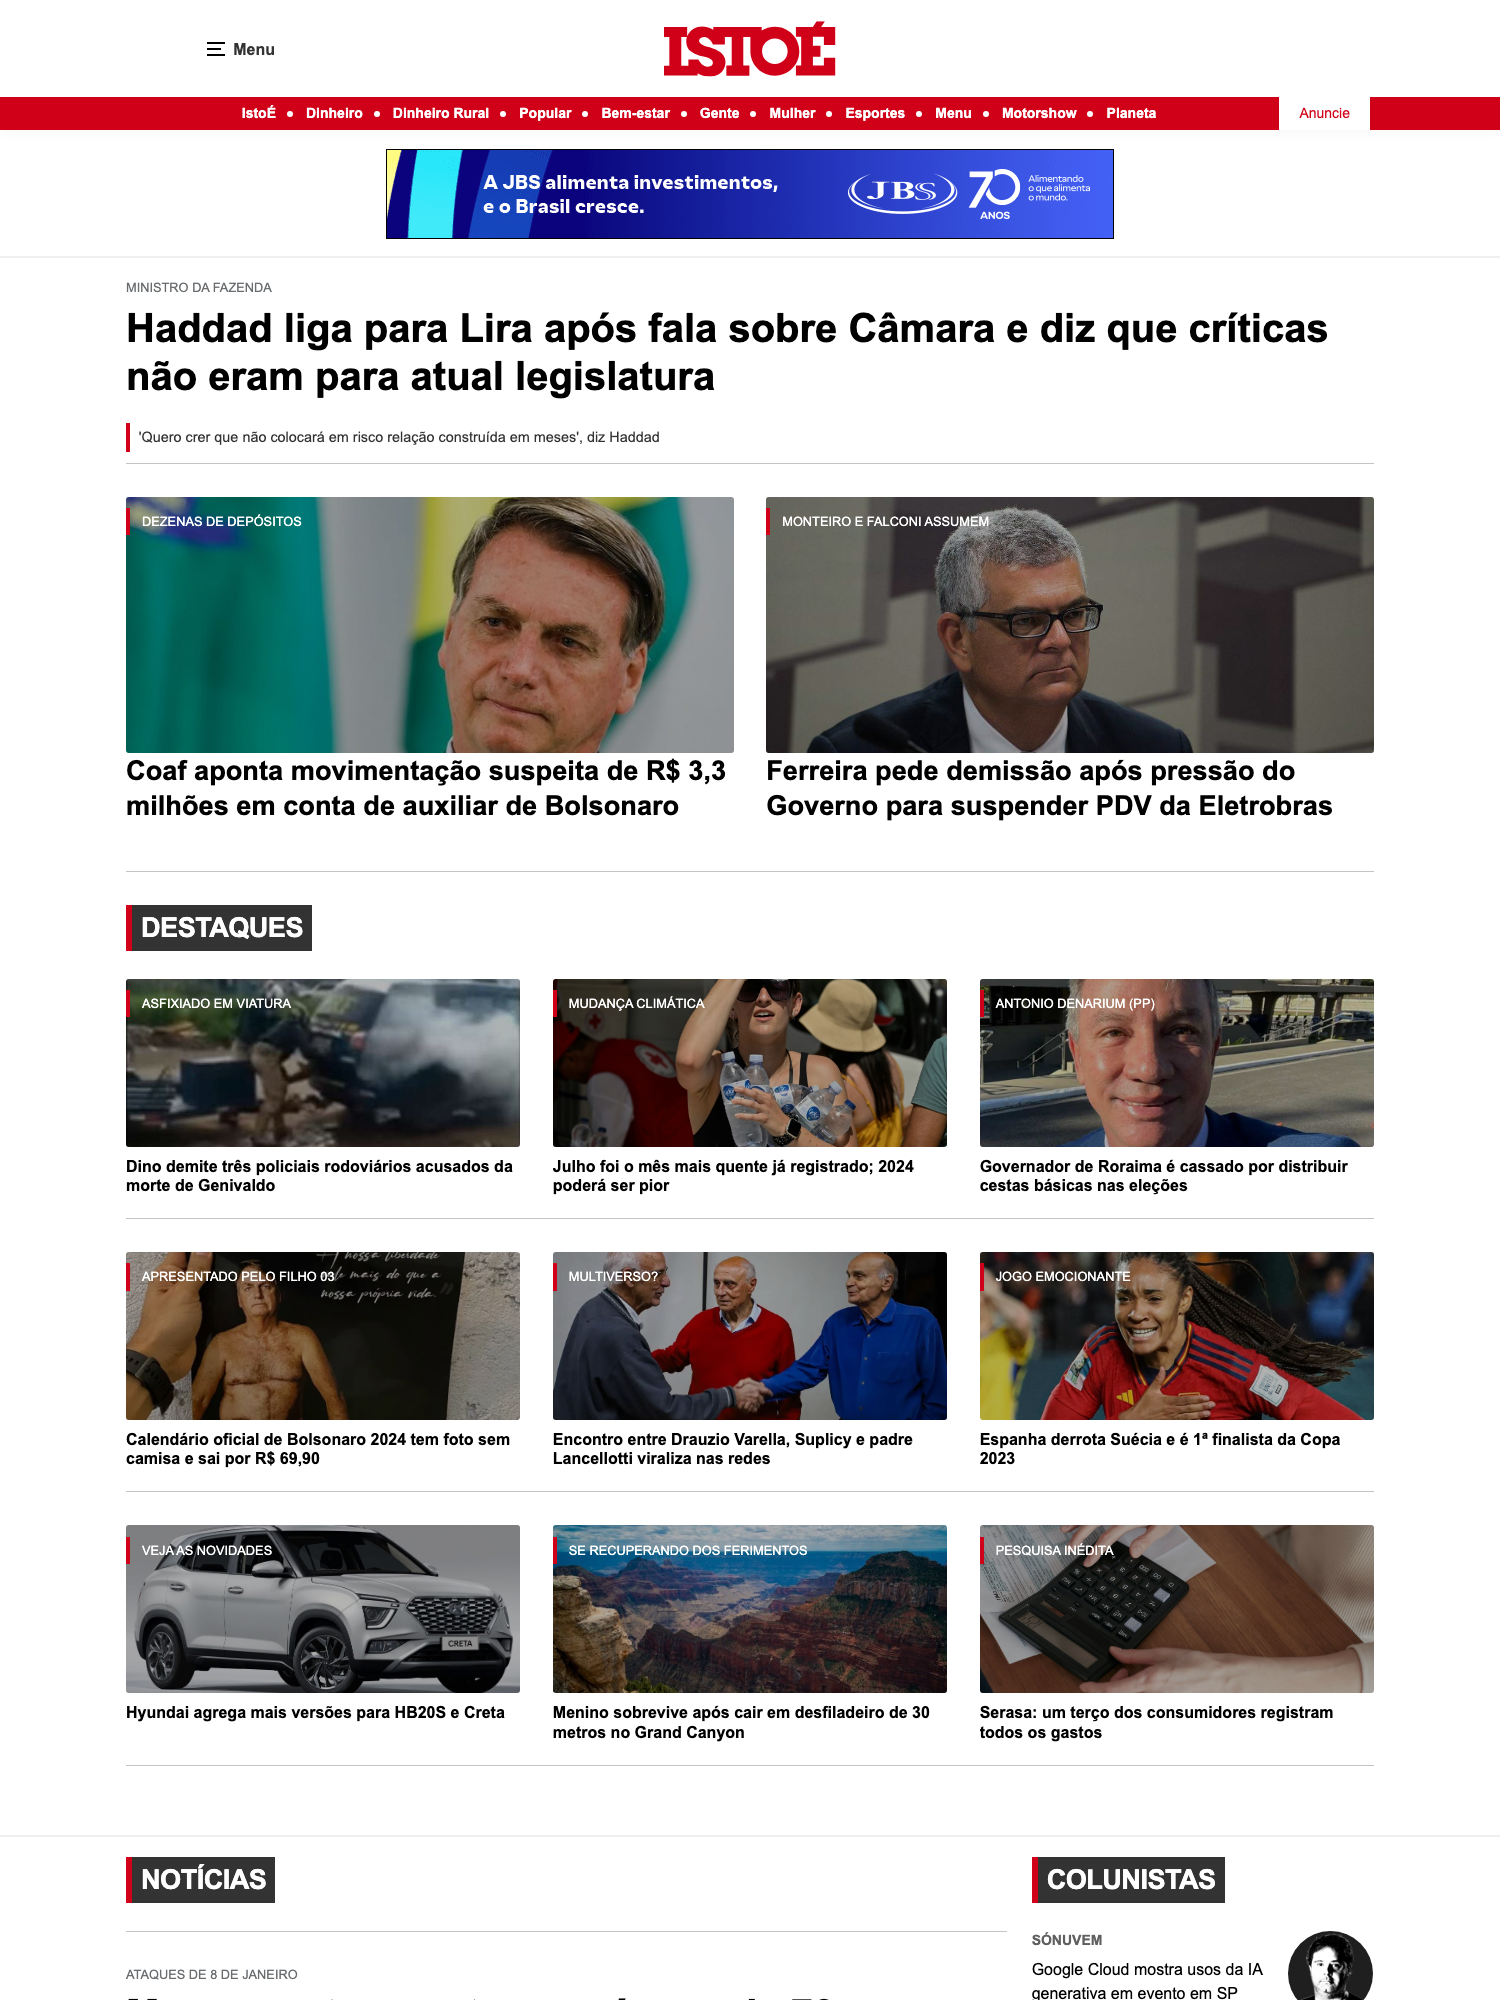 Menu
ISTOÉ
IstoÉ • Dinheiro • Dinheiro Rural • Popular • Bem-estar • Gente • Mulher • Esportes • Menu • Motorshow • Planeta
Anuncie
A JBS alimenta investimentos,
e o Brasil cresce.
JBS
70
ANOS
Alimentando
o que alimenta
o mundo.
MINISTRO DA FAZENDA
Haddad liga para Lira após fala sobre Câmara e diz que críticas
não eram para atual legislatura
'Quero crer que não colocará em risco relação construída em meses', diz Haddad
DEZENAS DE DEPÓSITOS
Coaf aponta movimentação suspeita de R$ 3,3
milhões em conta de auxiliar de Bolsonaro
MONTEIRO E FALCONI ASSUMEM
Ferreira pede demissão após pressão do
Governo para suspender PDV da Eletrobras
DESTAQUES
ASFIXIADO EM VIATURA
Dino demite três policiais rodoviários acusados da
morte de Genivaldo
MUDANÇA CLIMÁTICA
Julho foi o mês mais quente já registrado; 2024
poderá ser pior
ANTONIO DENARIUM (PP)
Governador de Roraima é cassado por distribuir
cestas básicas nas eleções
APRESENTADO PELO FILHO 03
A nossa liberdade
mais do que a
nossa própria vida."
Calendário oficial de Bolsonaro 2024 tem foto sem
camisa e sai por R$ 69,90
MULTIVERSO?
Encontro entre Drauzio Varella, Suplicy e padre
Lancellotti viraliza nas redes
JOGO EMOCIONANTE
Espanha derrota Suécia e é 1ª finalista da Copa
2023
VEJA AS NOVIDADES
CRETA
Hyundai agrega mais versões para HB20S e Creta
SE RECUPERANDO DOS FERIMENTOS
Menino sobrevive após cair em desfiladeiro de 30
metros no Grand Canyon
PESQUISA INÉDITA
Serasa: um terço dos consumidores registram
todos os gastos
NOTÍCIAS
ATAQUES DE 8 DE JANEIRO
COLUNISTAS
SÓNUVEM
Google Cloud mostra usos da IA
generativa em evento em SP